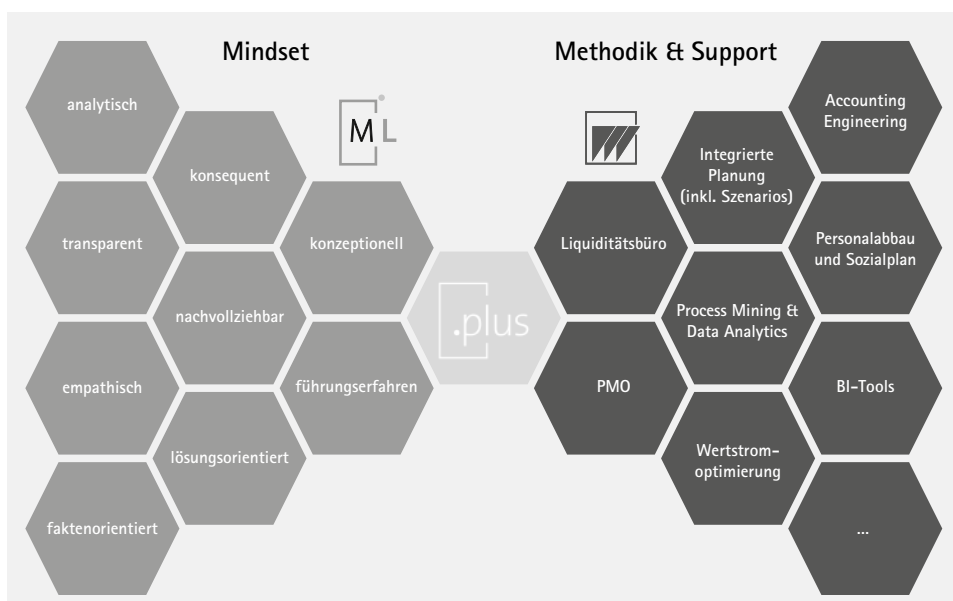 Mindset
analytisch
transparent
empathisch
faktenorientiert
konsequent
nachvollziehbar
lösungsorientiert
konzeptionell
führungserfahren
ML
.plus
Methodik & Support
Liquiditätsbüro
PMO
Integrierte
Planung
(inkl. Szenarios)
Process Mining &
Data Analytics
Wertstrom-
optimierung
Accounting
Engineering
Personalabbau
und Sozialplan
BI-Tools
...